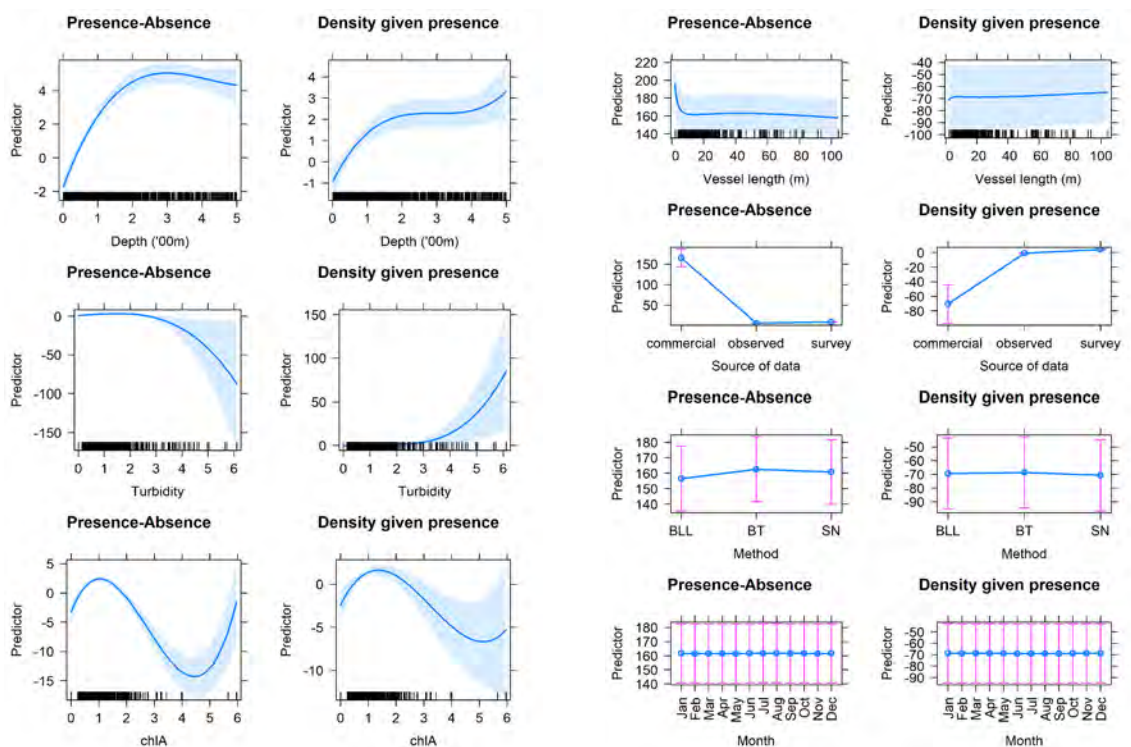 Presence-Absence
Predictor
4
2
0
-2
0 1 2 3 4 5
Depth ('00m)
Density given presence
Predictor
4
3
2
1
0
-1
0 1 2 3 4 5
Depth ('00m)
Presence-Absence
Predictor
0
-50
-100
-150
0 1 2 3 4 5 6
Turbidity
Density given presence
Predictor
150
100
50
0
0 1 2 3 4 5 6
Turbidity
Presence-Absence
Predictor
5
0
-5
-10
-15
0 1 2 3 4 5 6
chlA
Density given presence
Predictor
0
-5
-10
0 1 2 3 4 5 6
chlA
Presence-Absence
Predictor
220
200
180
160
140
0 20 40 60 80 100
Vessel length (m)
Density given presence
Predictor
-40
-50
-60
-70
-80
-90
-100
0 20 40 60 80 100
Vessel length (m)
Presence-Absence
Predictor
150
100
50
commercial observed survey
Source of data
Density given presence
Predictor
0
-20
-40
-60
-80
commercial observed survey
Source of data
Presence-Absence
Predictor
180
170
160
150
140
BLL BT SN
Method
Density given presence
Predictor
-50
-60
-70
-80
-90
BLL BT SN
Method
Presence-Absence
Predictor
180
170
160
150
140
Jan Feb Mar Apr May Jun Jul Aug Sep Oct Nov Dec
Month
Density given presence
Predictor
-50
-60
-70
-80
-90
Jan Feb Mar Apr May Jun Jul Aug Sep Oct Nov Dec
Month